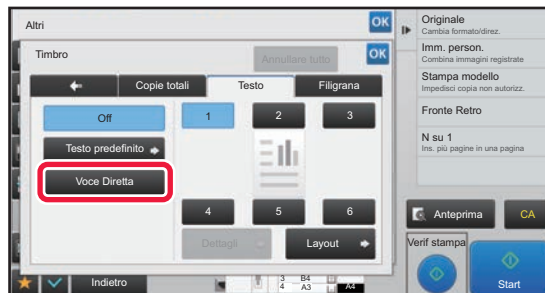 Altri
OK
Timbro
Annullare tutto
OK
Copie totali
Testo
Filigrana
Off
Testo predefinito
Voce Diretta
1
2
3
4
5
6
Dettagli
Layout
Indietro
3 B4
4 A3
A4
Originale
Cambia formato/direz.
Imm. person.
Combina immagini registrate
Stampa modello
Impedisci copia non autorizz.
Fronte Retro
N su 1
Ins. più pagine in una pagina
Anteprima
CA
Verif stampa
Start